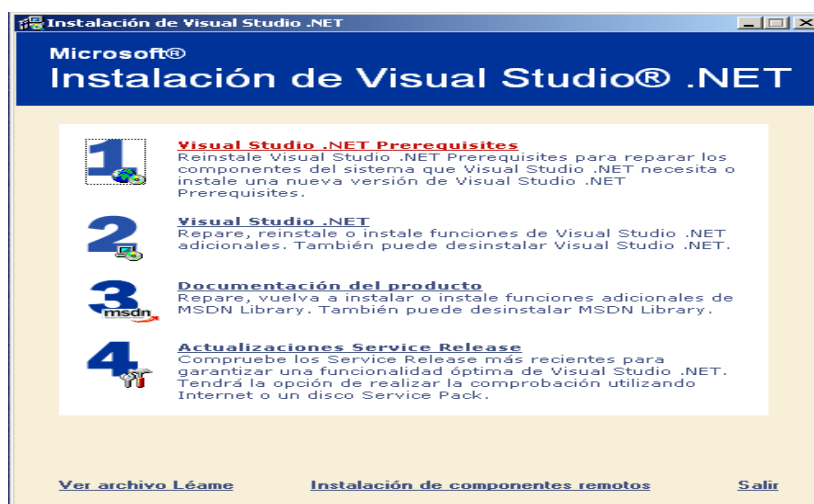 Instalación de Visual Studio .NET
Microsoft®
Instalación de Visual Studio® .NET
1
Visual Studio .NET Prerequisites
Reinstale Visual Studio .NET Prerequisites para reparar los
componentes del sistema que Visual Studio .NET necesita o
instale una nueva versión de Visual Studio .NET
Prerequisites.
2
Visual Studio .NET
Repare, reinstale o instale funciones de Visual Studio .NET
adicionales. También puede desinstalar Visual Studio .NET.
3
msdn
Documentación del producto
Repare, vuelva a instalar o instale funciones adicionales de
MSDN Library. También puede desinstalar MSDN Library.
4
Actualizaciones Service Release
Compruebe los Service Release más recientes para
garantizar una funcionalidad óptima de Visual Studio .NET.
Tendrá la opción de realizar la comprobación utilizando
Internet o un disco Service Pack.
Ver archivo Léame Instalación de componentes remotos Salir